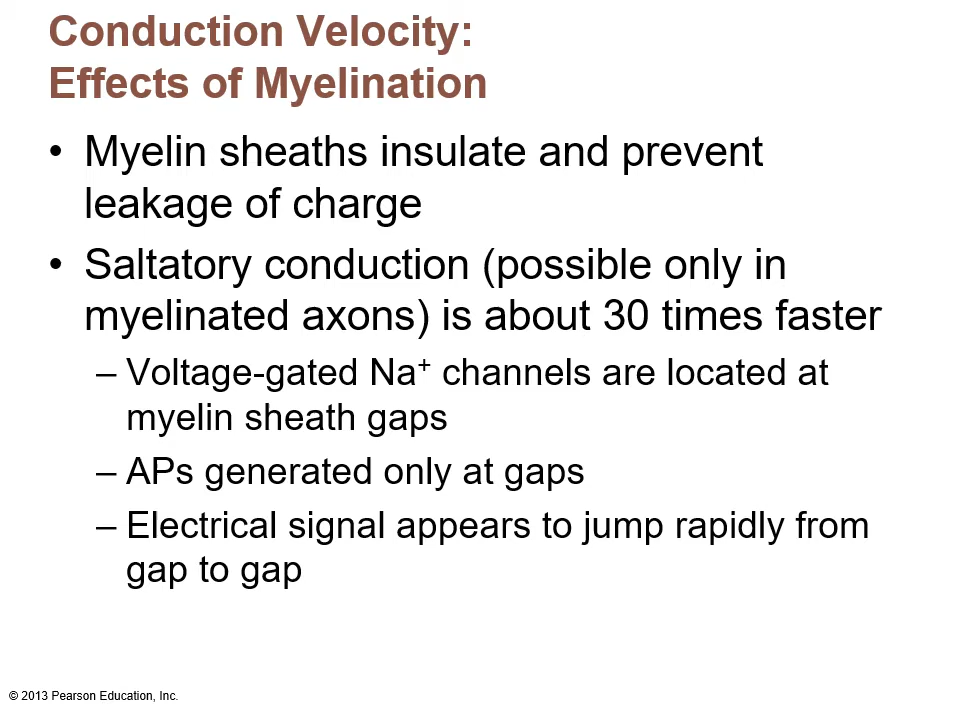 Conduction Velocity:
Effects of Myelination
• Myelin sheaths insulate and prevent
leakage of charge
• Saltatory conduction (possible only in
myelinated axons) is about 30 times faster
– Voltage-gated Na⁺ channels are located at
myelin sheath gaps
– APs generated only at gaps
– Electrical signal appears to jump rapidly from
gap to gap
© 2013 Pearson Education, Inc.